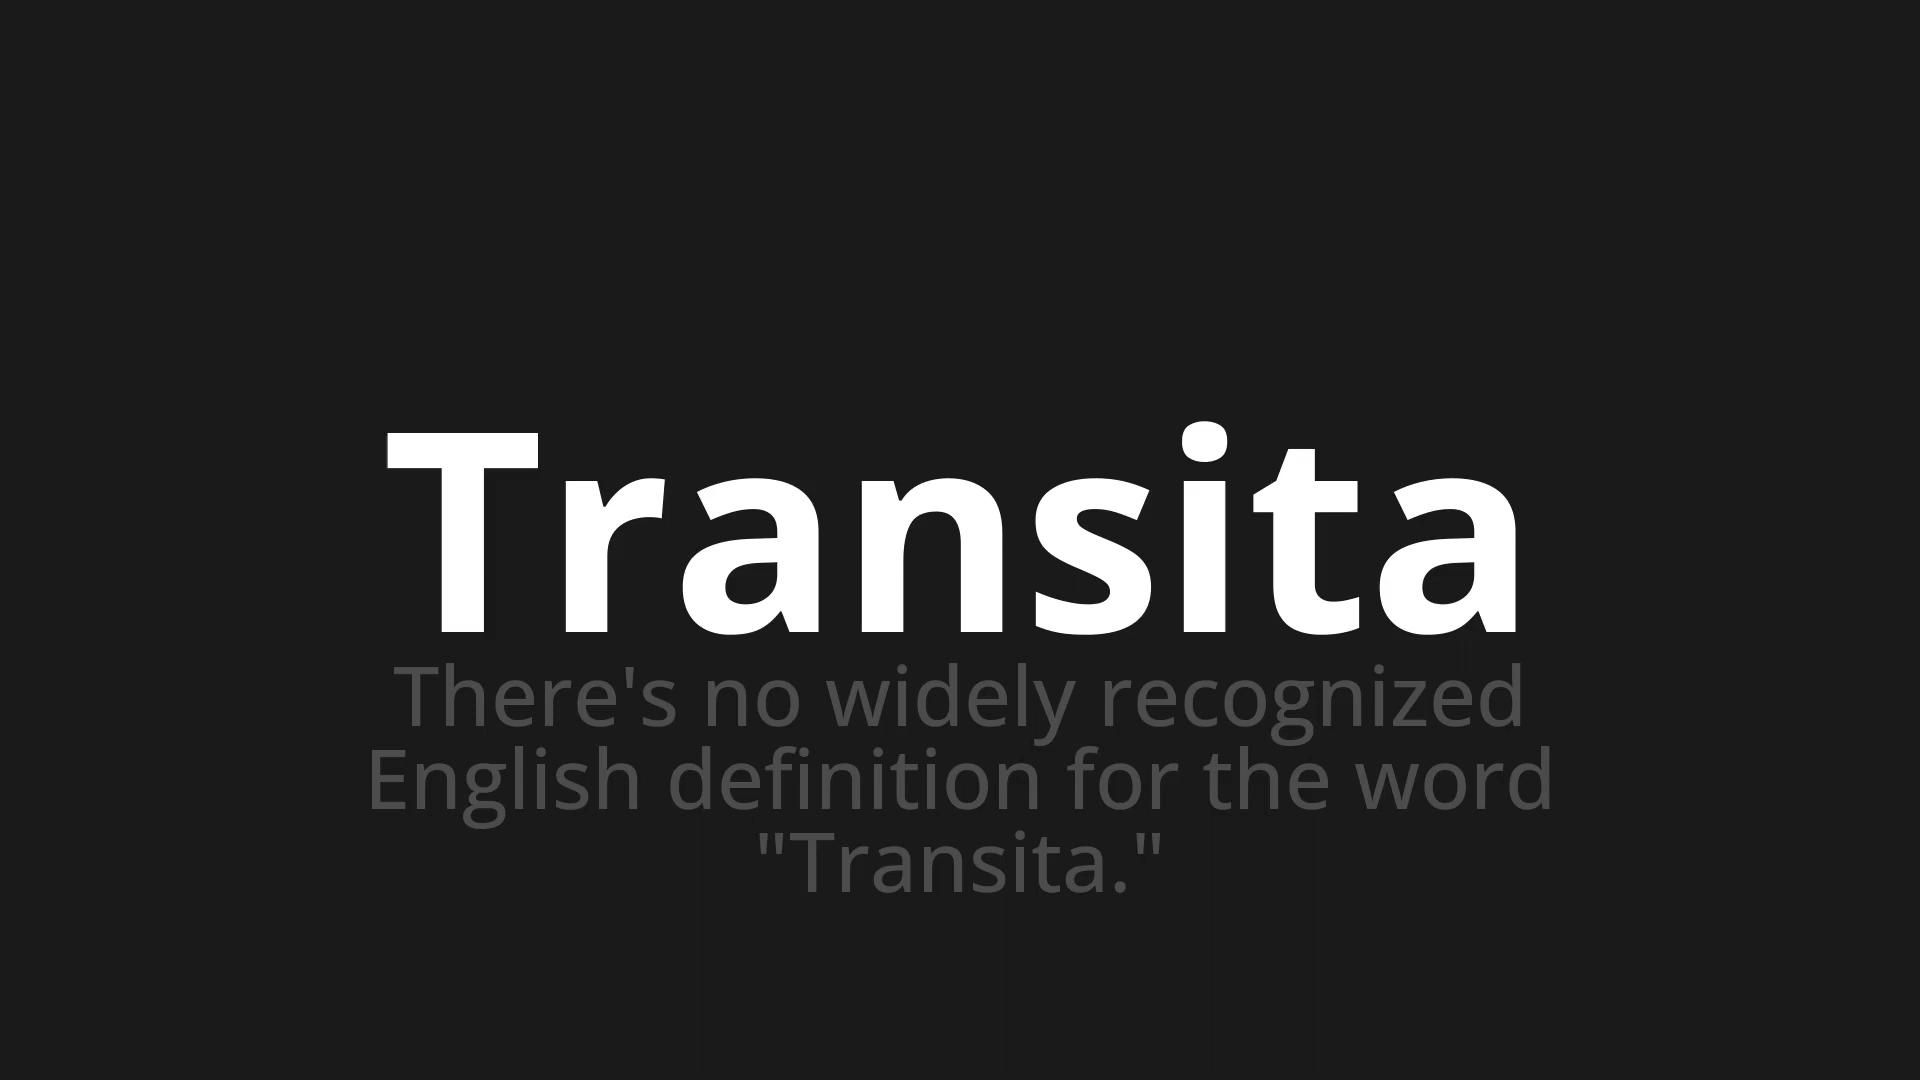 Transita
There's no widely recognized
English definition for the word
"Transita."